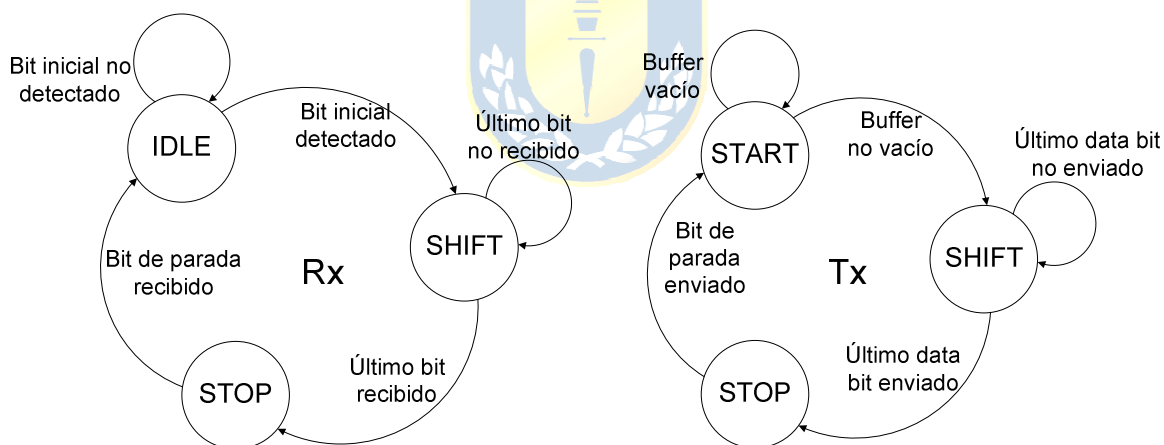 Bit inicial no
detectado
IDLE
Bit inicial
detectado
Último bit
no recibido
SHIFT
Rx
Bit de parada
recibido
Último bit
recibido
STOP
Buffer
vacío
START
Buffer
no vacío
Último data bit
no enviado
SHIFT
Tx
Bit de
parada
enviado
Último data
bit enviado
STOP